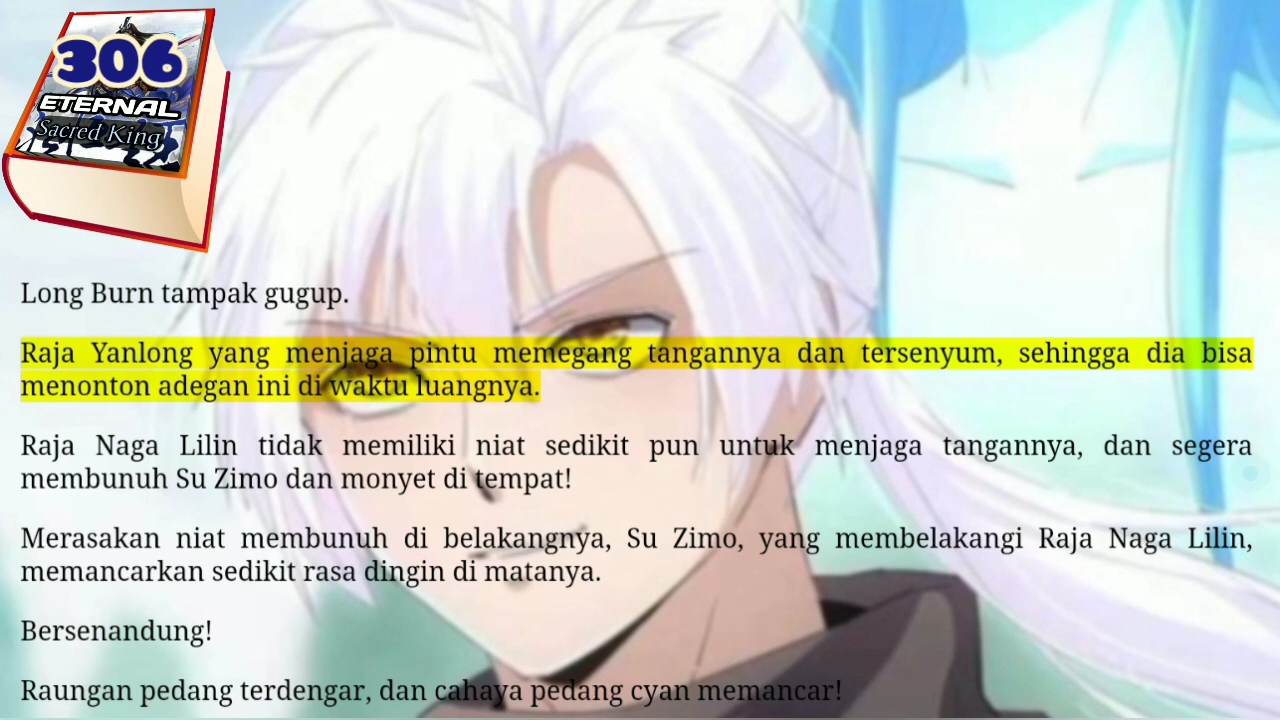 306
ETERNAL
Sacred King
Long Burn tampak gugup.
Raja Yanlong yang menjaga pintu memegang tangannya dan tersenyum, sehingga dia bisa
menonton adegan ini di waktu luangnya.
Raja Naga Lilin tidak memiliki niat sedikit pun untuk menjaga tangannya, dan segera
membunuh Su Zimo dan monyet di tempat!
Merasakan niat membunuh di belakangnya, Su Zimo, yang membelakangi Raja Naga Lilin,
memancarkan sedikit rasa dingin di matanya.
Bersenandung!
Raungan pedang terdengar, dan cahaya pedang cyan memancar!